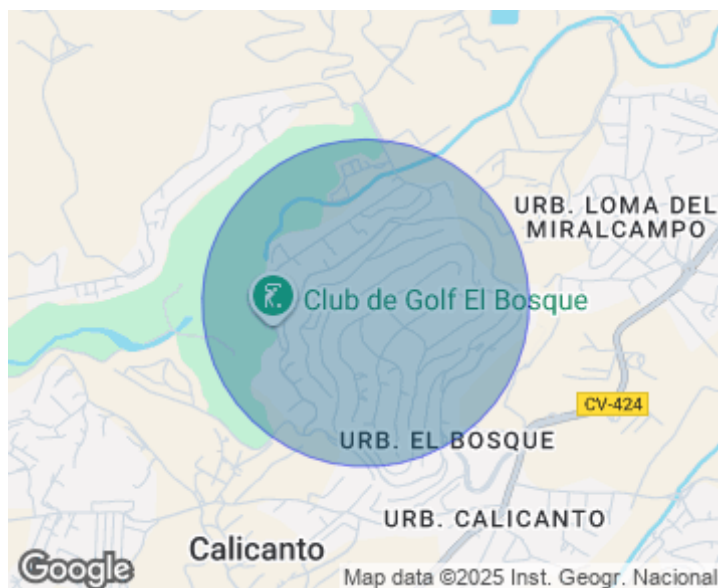 URB. LOMA DEL
MIRALCAMPO
Club de Golf El Bosque
CV-424
URB. EL BOSQUE
URB. CALICANTO
Calicanto
Google
Map data ©2025 Inst. Geogr. Nacional